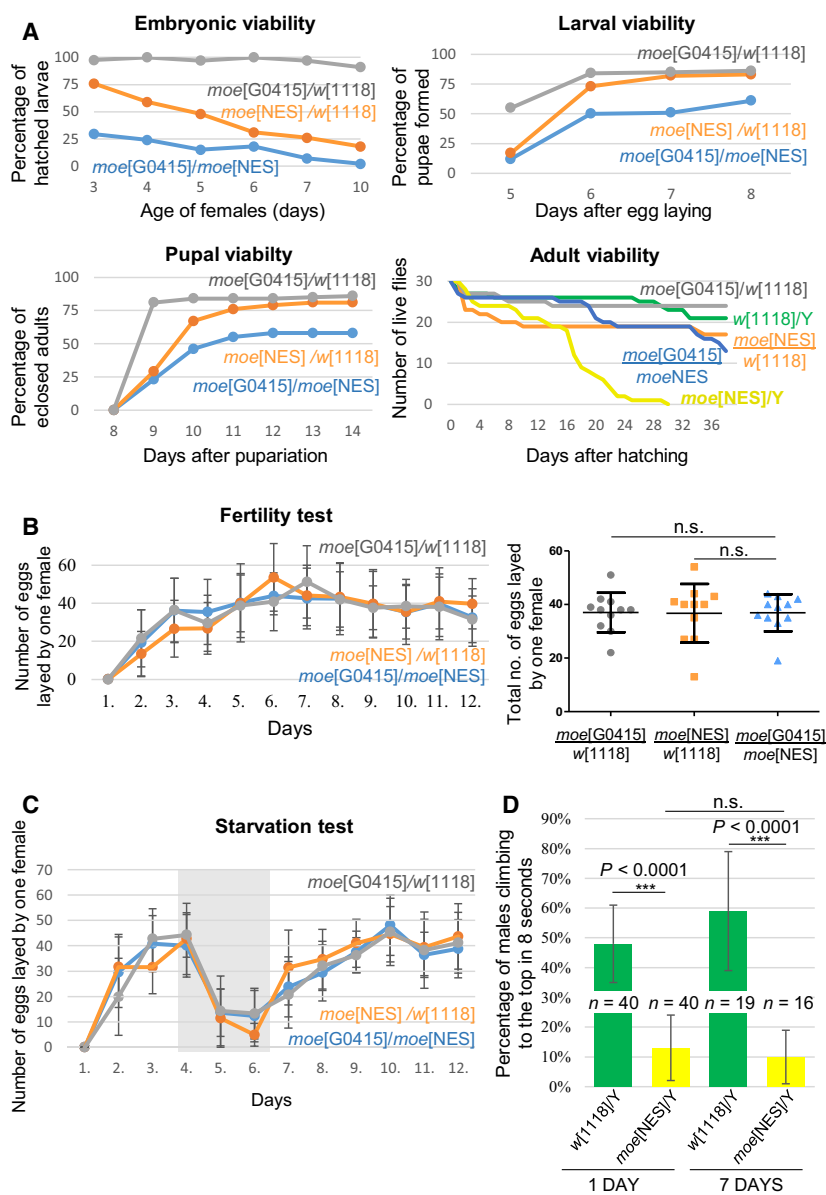 A
Embryonic viability
Percentage of
hatched larvae
100
75
50
25
0
moe[G0415]/w[1118]
moe[NES] /w[1118]
moe[G0415]/moe[NES]
3 4 5 6 7 10
Age of females (days)
Larval viability
Percentage of
pupae formed
100
75
50
25
0
moe[G0415]/w[1118]
moe[NES] /w[1118]
moe[G0415]/moe[NES]
5 6 7 8
Days after egg laying
Pupal viabilty
Percentage of
eclosed adults
100
75
50
25
0
moe[G0415]/w[1118]
moe[NES] /w[1118]
moe[G0415]/moe[NES]
8 9 10 11 12 13 14
Days after pupariation
Adult viability
Number of live flies
30
20
10
0
moe[G0415]/w[1118]
w[1118]/Y
moe[NES]
w[1118]
moe[G0415]
moeNES
moe[NES]/Y
0 4 8 12 16 20 24 28 32 36
Days after hatching
B
Fertility test
Number of eggs
layed by one female
60
40
20
0
moe[G0415]/w[1118]
moe[NES] /w[1118]
moe[G0415]/moe[NES]
1. 2. 3. 4. 5. 6. 7. 8. 9. 10. 11. 12.
Days
Total no. of eggs layed
by one female
60
40
20
0
n.s.
n.s.
moe[G0415] moe[NES] moe[G0415]
w[1118] w[1118] moe[NES]
C
Starvation test
Number of eggs layed by one female
70
60
50
40
30
20
10
0
moe[G0415]/w[1118]
moe[NES] /w[1118]
moe[G0415]/moe[NES]
1. 2. 3. 4. 5. 6. 7. 8. 9. 10. 11. 12.
Days
D
Percentage of males climbing
to the top in 8 seconds
90%
80%
70%
60%
50%
40%
30%
20%
10%
0%
n.s.
P < 0.0001
***
P < 0.0001
***
n = 40 n = 40 n = 19 n = 16
w[1118]/Y moe[NES]/Y w[1118]/Y moe[NES]/Y
1 DAY 7 DAYS